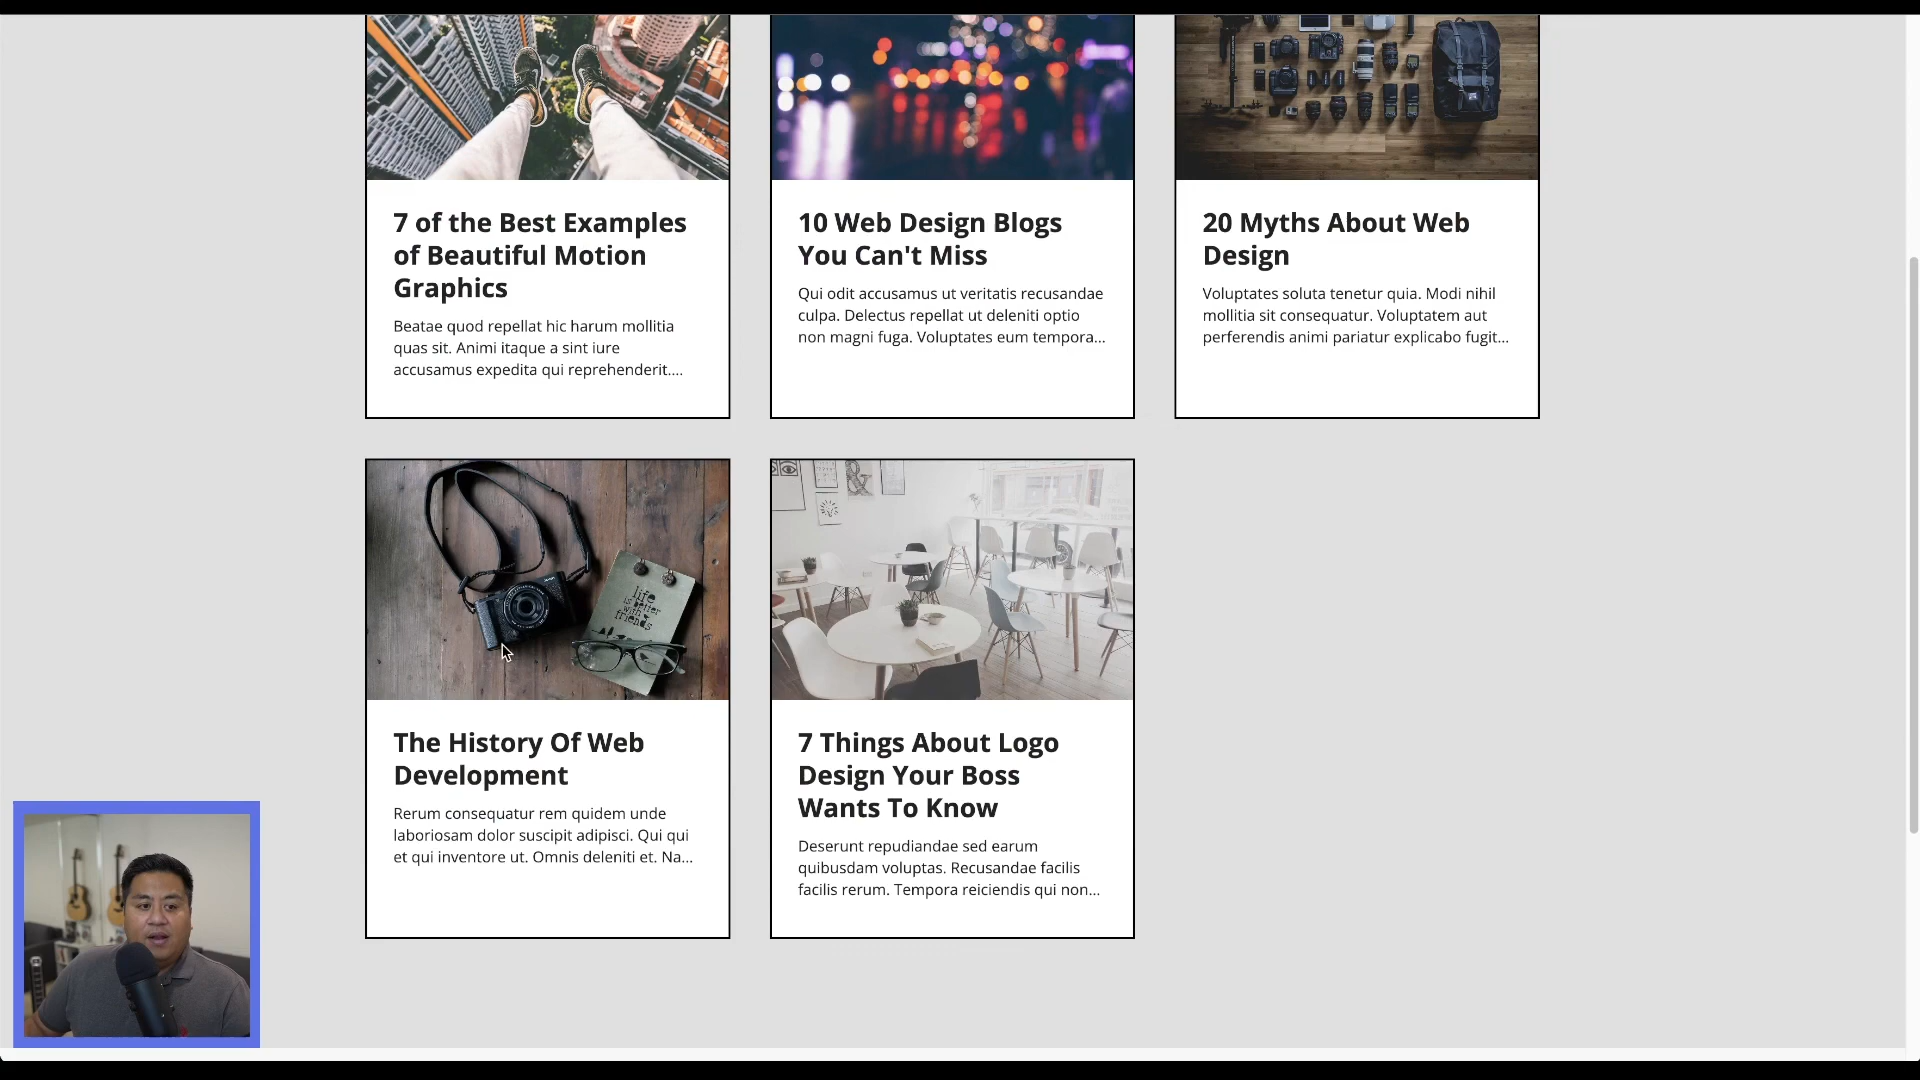 7 of the Best Examples
of Beautiful Motion
Graphics
Beatae quod repellat hic harum mollitia
quas sit. Animi itaque a sint iure
accusamus expedita qui reprehenderit....
10 Web Design Blogs
You Can't Miss
Qui odit accusamus ut veritatis recusandae
culpa. Delectus repellat ut deleniti optio
non magni fuga. Voluptates eum tempora...
20 Myths About Web
Design
Voluptates soluta tenetur quia. Modi nihil
mollitia sit consequatur. Voluptatem aut
perferendis animi pariatur explicabo fugit...
life
is better
with
friends
&
The History Of Web
Development
Rerum consequatur rem quidem unde
laboriosam dolor suscipit adipisci. Qui qui
et qui inventore ut. Omnis deleniti et. Na...
7 Things About Logo
Design Your Boss
Wants To Know
Deserunt repudiandae sed earum
quibusdam voluptas. Recusandae facilis
facilis rerum. Tempora reiciendis qui non...